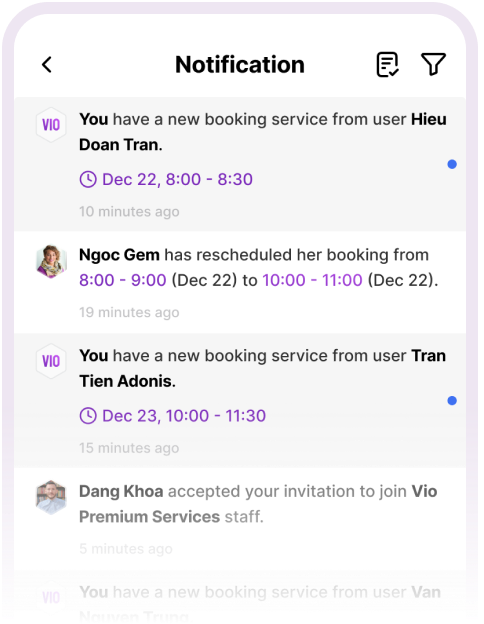 Notification
VIO
You have a new booking service from user Hieu
Doan Tran.
Dec 22, 8:00 - 8:30
10 minutes ago
Ngoc Gem has rescheduled her booking from
8:00 - 9:00 (Dec 22) to 10:00 - 11:00 (Dec 22).
19 minutes ago
VIO
You have a new booking service from user Tran
Tien Adonis.
Dec 23, 10:00 - 11:30
15 minutes ago
Dang Khoa accepted your invitation to join Vio
Premium Services staff.
5 minutes ago
VIO
You have a new booking service from user Van
Nguyen Trung.